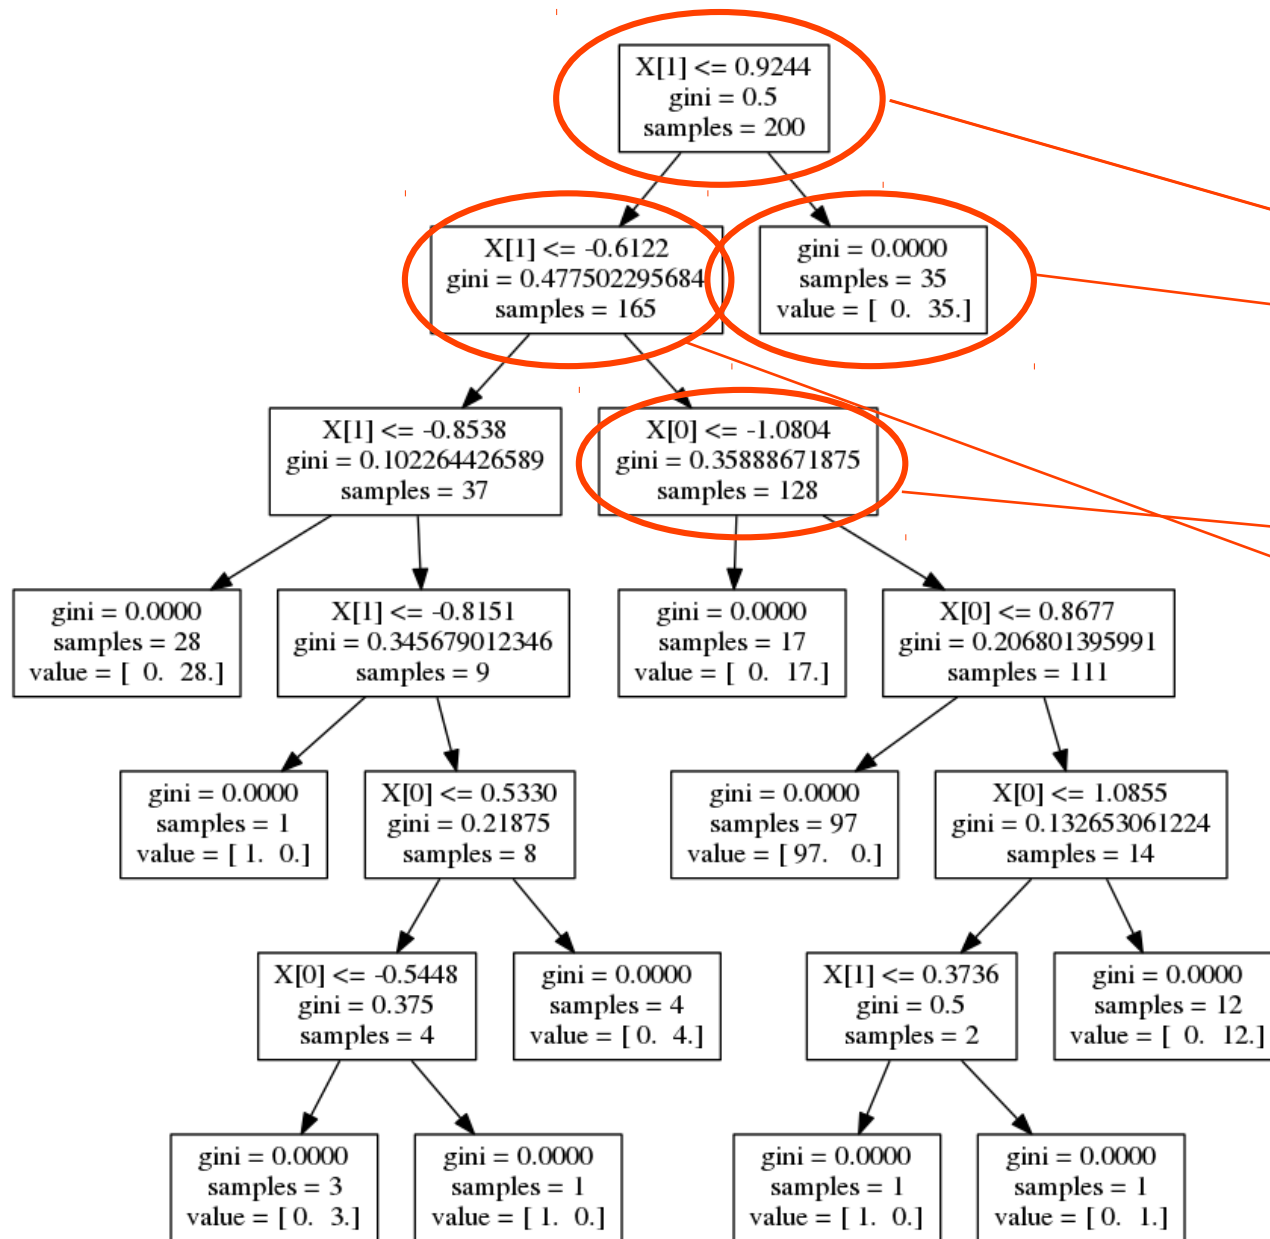 X[1] <= 0.9244
gini = 0.5
samples = 200
X[1] <= -0.6122
gini = 0.477502295684
samples = 165
gini = 0.0000
samples = 35
value = [ 0. 35.]
X[1] <= -0.8538
gini = 0.102264426589
samples = 37
X[0] <= -1.0804
gini = 0.35888671875
samples = 128
gini = 0.0000
samples = 28
value = [ 0. 28.]
X[1] <= -0.8151
gini = 0.345679012346
samples = 9
gini = 0.0000
samples = 17
value = [ 0. 17.]
X[0] <= 0.8677
gini = 0.206801395991
samples = 111
gini = 0.0000
samples = 1
value = [ 1. 0.]
X[0] <= 0.5330
gini = 0.21875
samples = 8
gini = 0.0000
samples = 97
value = [ 97. 0.]
X[0] <= 1.0855
gini = 0.132653061224
samples = 14
X[0] <= -0.5448
gini = 0.375
samples = 4
gini = 0.0000
samples = 4
value = [ 0. 4.]
X[1] <= 0.3736
gini = 0.5
samples = 2
gini = 0.0000
samples = 12
value = [ 0. 12.]
gini = 0.0000
samples = 3
value = [ 0. 3.]
gini = 0.0000
samples = 1
value = [ 1. 0.]
gini = 0.0000
samples = 1
value = [ 1. 0.]
gini = 0.0000
samples = 1
value = [ 0. 1.]